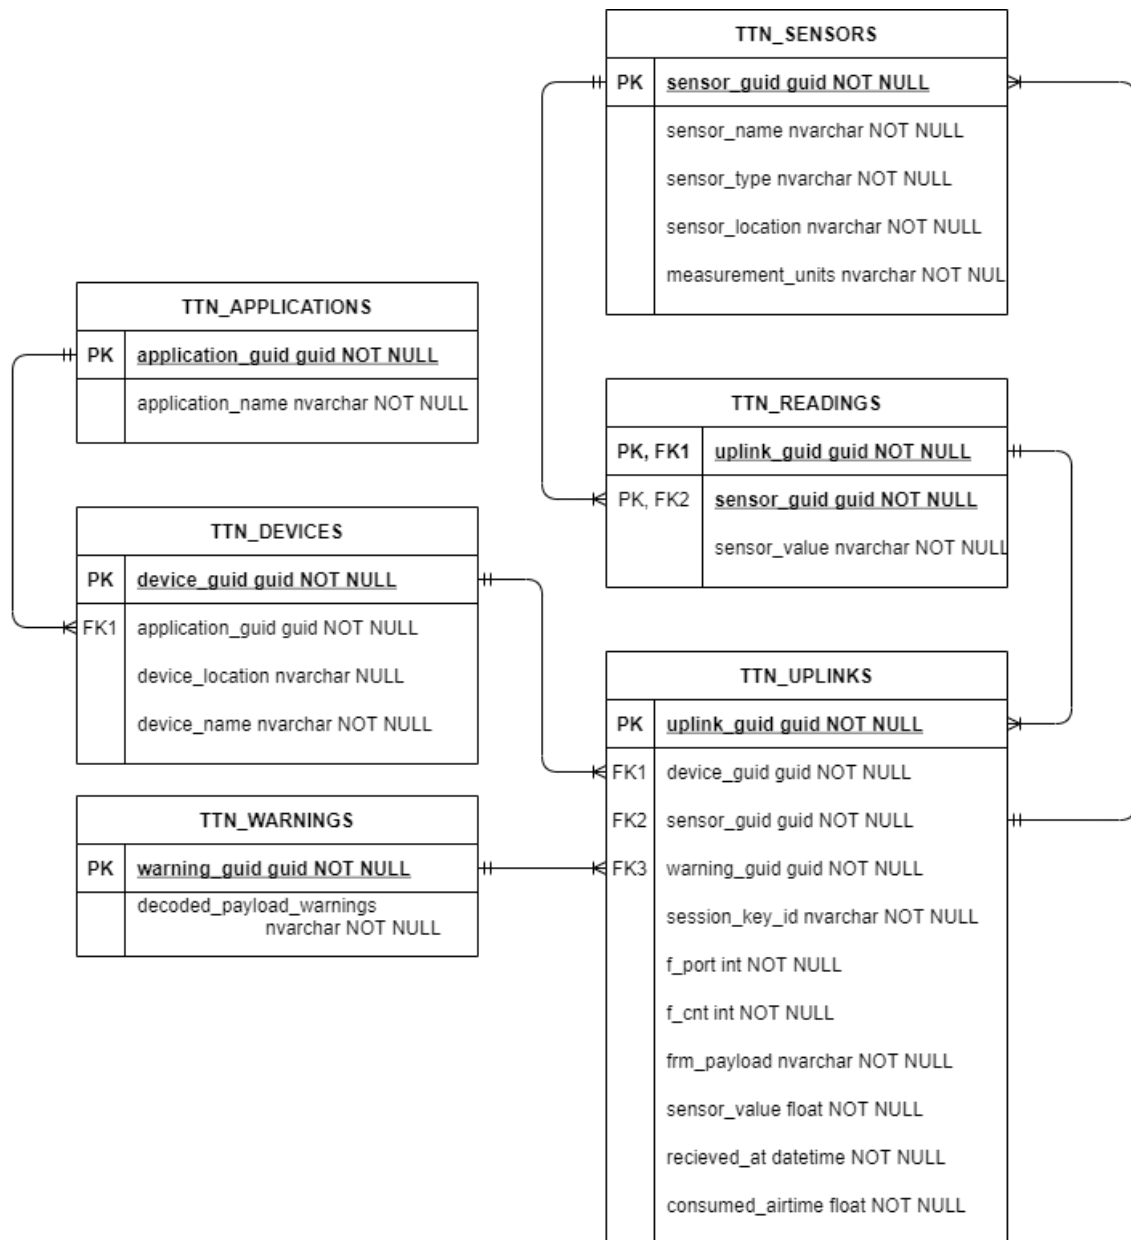 TTN_SENSORS
PK sensor_guid guid NOT NULL
sensor_name nvarchar NOT NULL
sensor_type nvarchar NOT NULL
sensor_location nvarchar NOT NULL
measurement_units nvarchar NOT NUL
TTN_APPLICATIONS
PK application_guid guid NOT NULL
application_name nvarchar NOT NULL
TTN_READINGS
PK, FK1 uplink_guid guid NOT NULL
PK, FK2 sensor_guid guid NOT NULL
sensor_value nvarchar NOT NULL
TTN_DEVICES
PK device_guid guid NOT NULL
FK1 application_guid guid NOT NULL
device_location nvarchar NULL
device_name nvarchar NOT NULL
TTN_WARNINGS
PK warning_guid guid NOT NULL
decoded_payload_warnings
nvarchar NOT NULL
TTN_UPLINKS
PK uplink_guid guid NOT NULL
FK1 device_guid guid NOT NULL
FK2 sensor_guid guid NOT NULL
FK3 warning_guid guid NOT NULL
session_key_id nvarchar NOT NULL
f_port int NOT NULL
f_cnt int NOT NULL
frm_payload nvarchar NOT NULL
sensor_value float NOT NULL
recieved_at datetime NOT NULL
consumed_airtime float NOT NULL